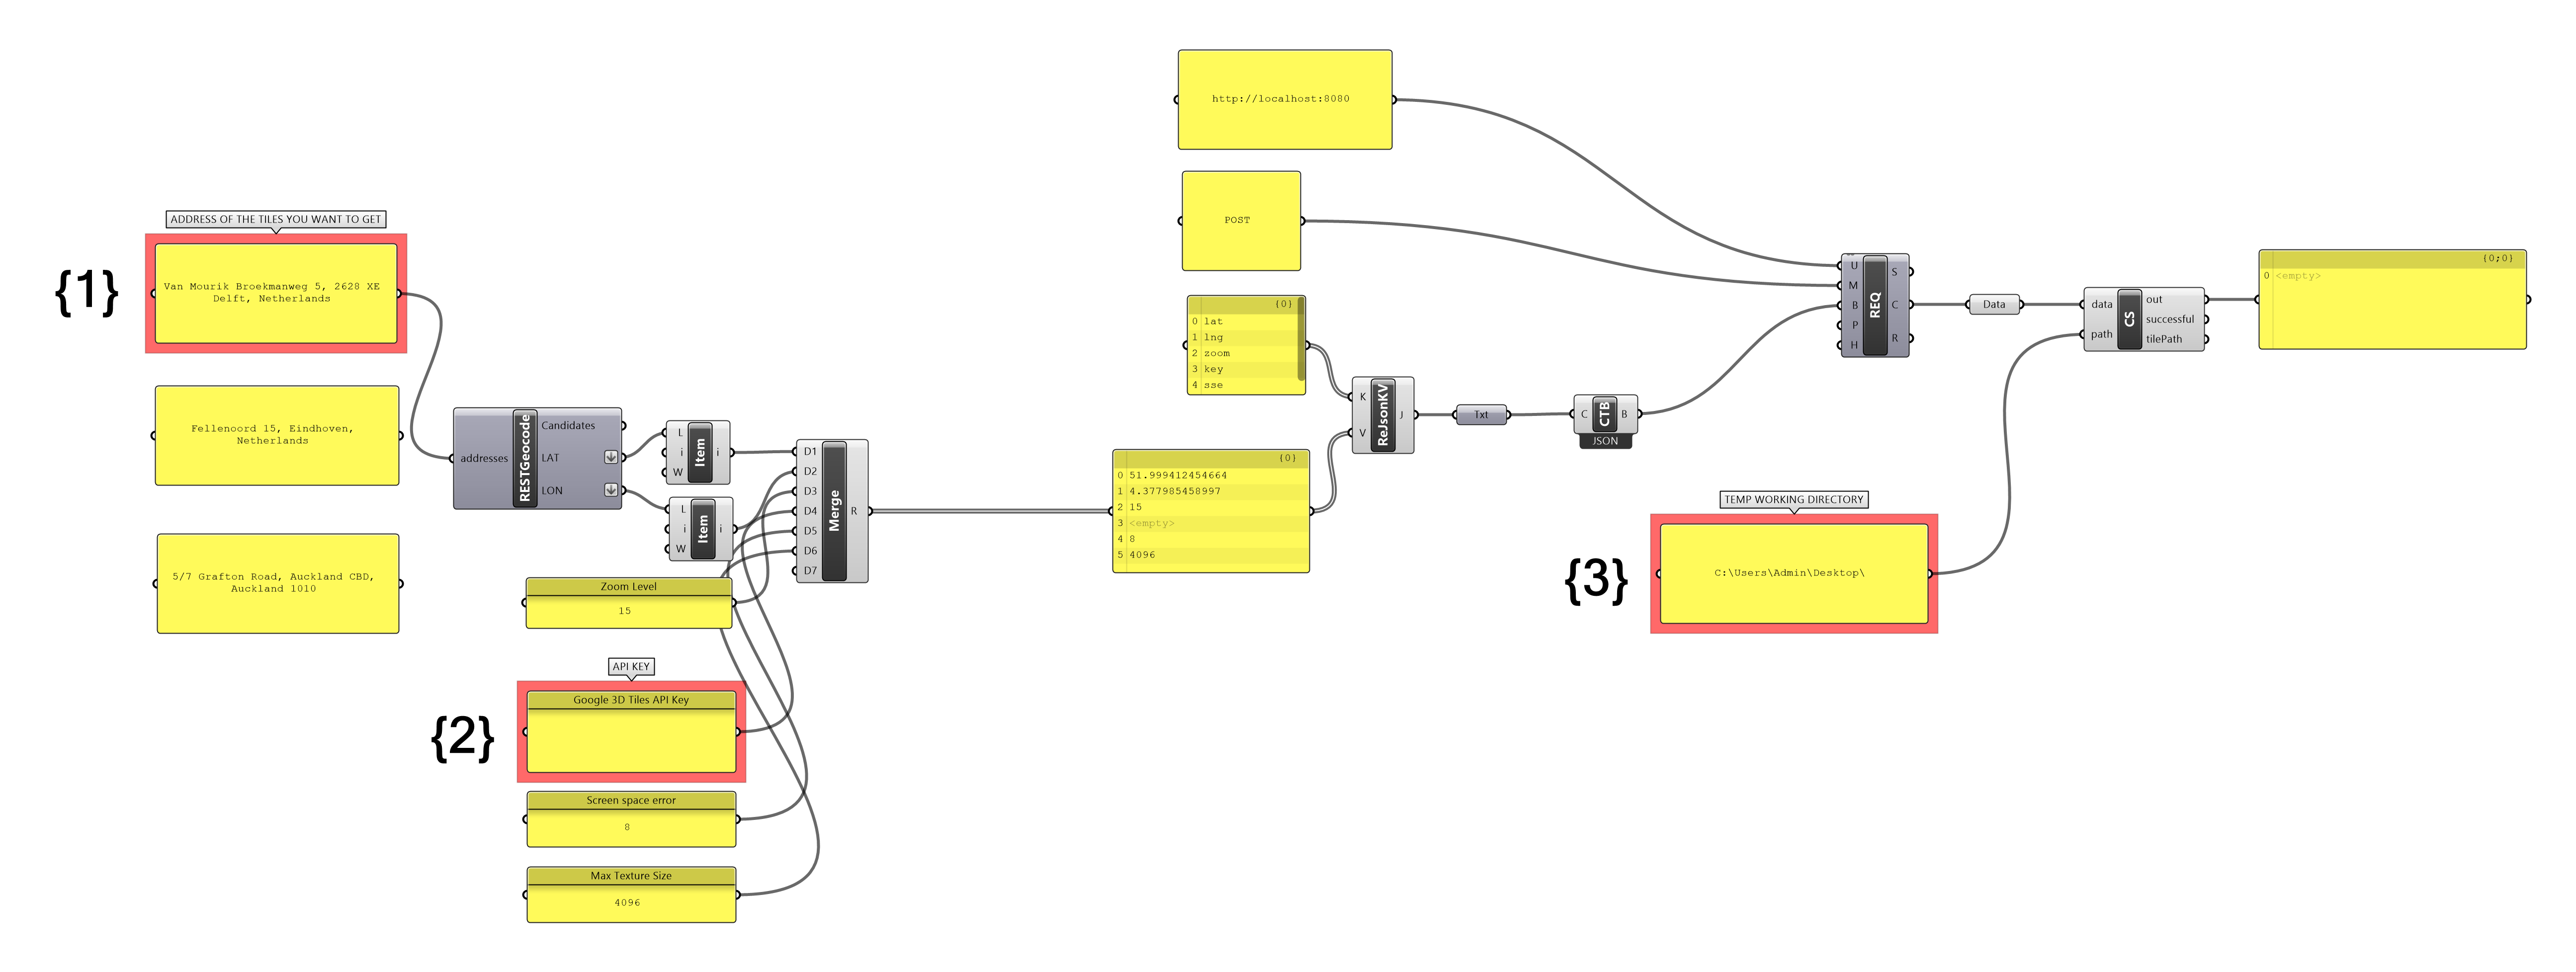 http://localhost:8080
POST
ADDRESS OF THE TILES YOU WANT TO GET
{1}
Van Mourik Broekmanweg 5, 2628 XE
Delft, Netherlands
Fellenoord 15, Eindhoven,
Netherlands
5/7 Grafton Road, Auckland CBD,
Auckland 1010
addresses
RESTGeocode
Candidates
LAT
LON
L
i
W
Item
i
L
i
W
Item
i
Zoom Level
15
API KEY
{2}
Google 3D Tiles API Key
Screen space error
8
Max Texture Size
4096
D1
D2
D3
D4
D5
D6
D7
Merge
R
{0}
0 lat
1 lng
2 zoom
3 key
4 sse
{0}
0 51.999412454664
1 4.377985458997
2 15
3 <empty>
4 8
5 4096
K
V
ReJsonKV
J
Txt
C
CTB
B
JSON
TEMP WORKING DIRECTORY
{3}
C:\Users\Admin\Desktop\
U
M
B
P
H
REQ
S
C
R
Data
data
path
CS
out
successful
tilePath
{0;0}
0 <empty>